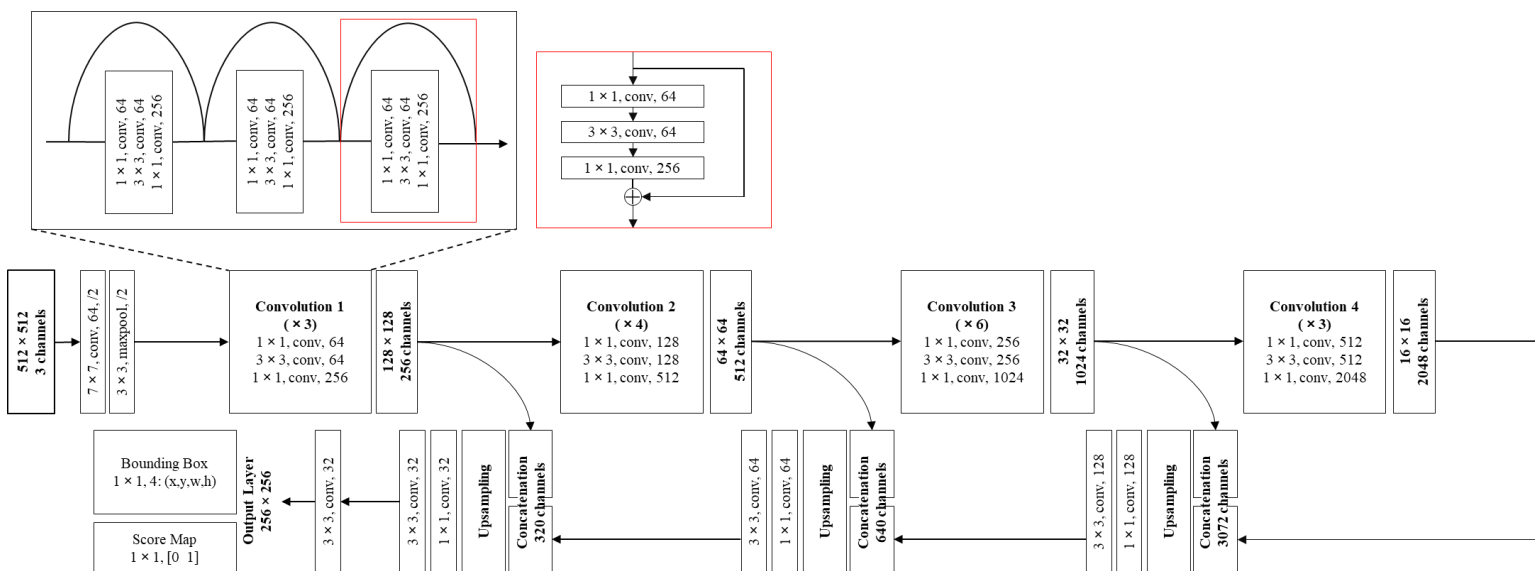 1 × 1, conv, 64
3 × 3, conv, 64
1 × 1, conv, 256
1 × 1, conv, 64
3 × 3, conv, 64
1 × 1, conv, 256
1 × 1, conv, 64
3 × 3, conv, 64
1 × 1, conv, 256
1 × 1, conv, 64
3 × 3, conv, 64
1 × 1, conv, 256
512 × 512
3 channels
7 × 7, conv, 64, /2
3 × 3, maxpool, /2
Convolution 1
( × 3)
1 × 1, conv, 64
3 × 3, conv, 64
1 × 1, conv, 256
128 × 128
256 channels
Convolution 2
( × 4)
1 × 1, conv, 128
3 × 3, conv, 128
1 × 1, conv, 512
64 × 64
512 channels
Convolution 3
( × 6)
1 × 1, conv, 256
3 × 3, conv, 256
1 × 1, conv, 1024
32 × 32
1024 channels
Convolution 4
( × 3)
1 × 1, conv, 512
3 × 3, conv, 512
1 × 1, conv, 2048
16 × 16
2048 channels
Bounding Box
1 × 1, 4: (x,y,w,h)
Score Map
1 × 1, [0 1]
Output Layer
256 × 256
3 × 3, conv, 32
3 × 3, conv, 32
1 × 1, conv, 32
Upsampling
Concatenation
320 channels
3 × 3, conv, 64
1 × 1, conv, 64
Upsampling
Concatenation
640 channels
3 × 3, conv, 128
1 × 1, conv, 128
Upsampling
Concatenation
3072 channels